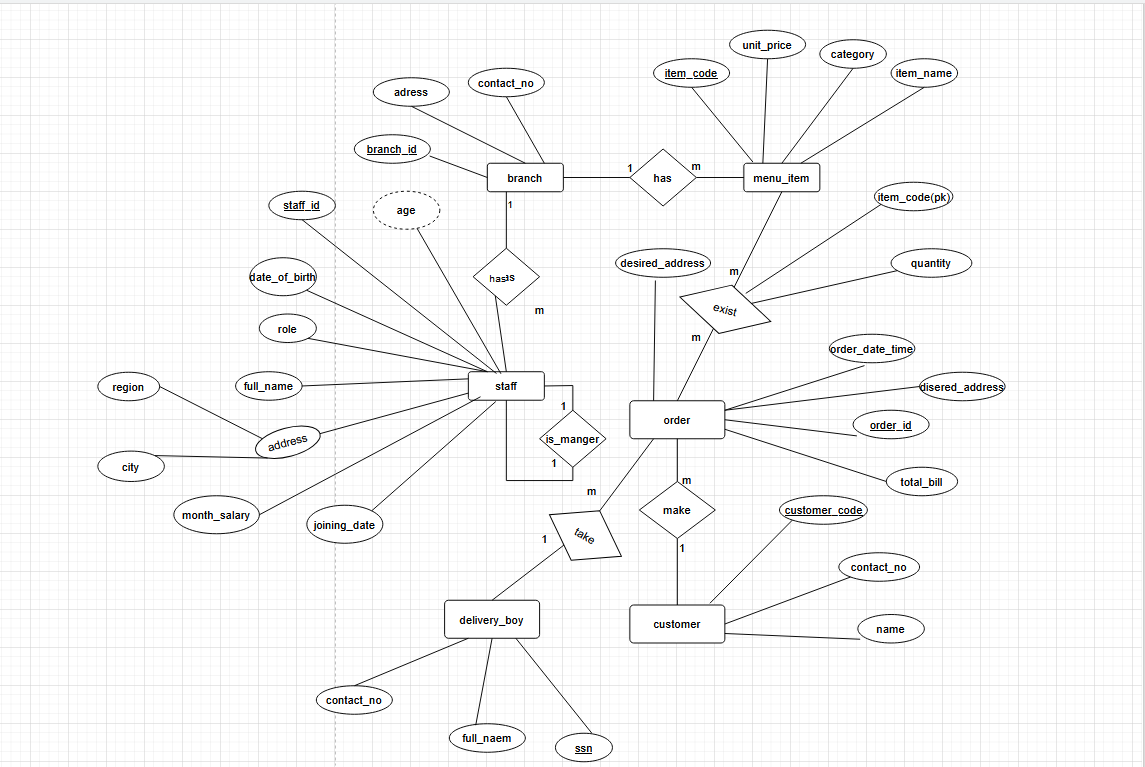 unit_price
category
item_code
item_name
contact_no
adress
branch_id
branch
1
has
m
menu_item
item_code(pk)
staff_id
age
1
desired_address
quantity
m
date_of_birth
exist
m
role
m
order_date_time
region
full_name
staff
disered_address
1
order
order_id
address
is_manger
city
1
m
m
total_bill
month_salary
joining_date
make
customer_code
take
1
1
contact_no
delivery_boy
customer
name
contact_no
full_naem
ssn